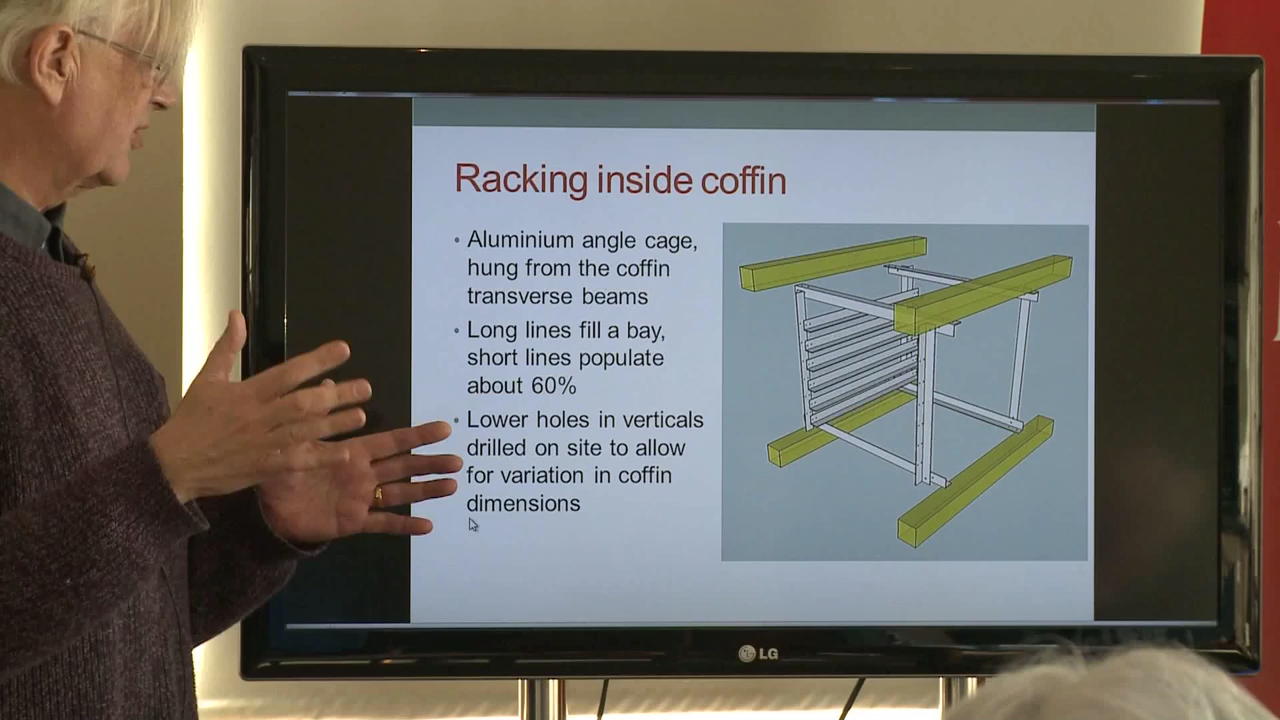 Racking inside coffin
• Aluminium angle cage,
hung from the coffin
transverse beams
• Long lines fill a bay,
short lines populate
about 60%
• Lower holes in verticals
drilled on site to allow
for variation in coffin
dimensions
LG